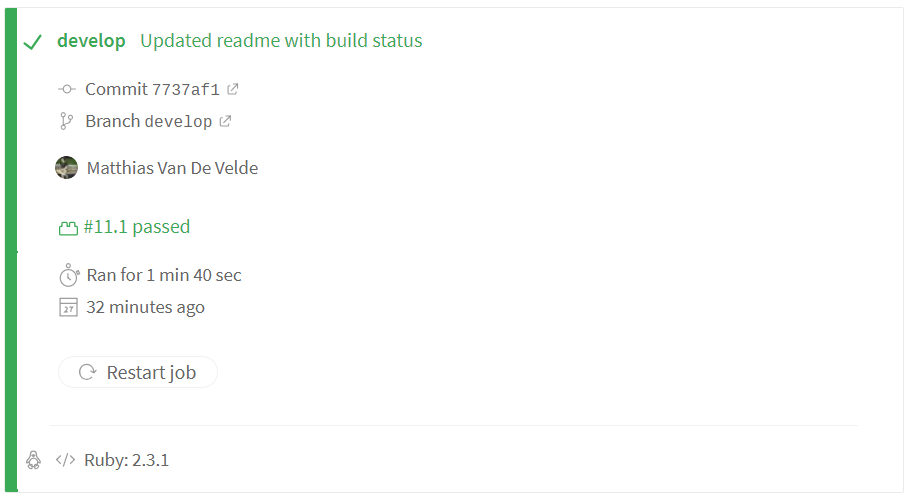 develop Updated readme with build status
Commit 7737af1
Branch develop
Matthias Van De Velde
#11.1 passed
Ran for 1 min 40 sec
27
32 minutes ago
Restart job
</> Ruby: 2.3.1